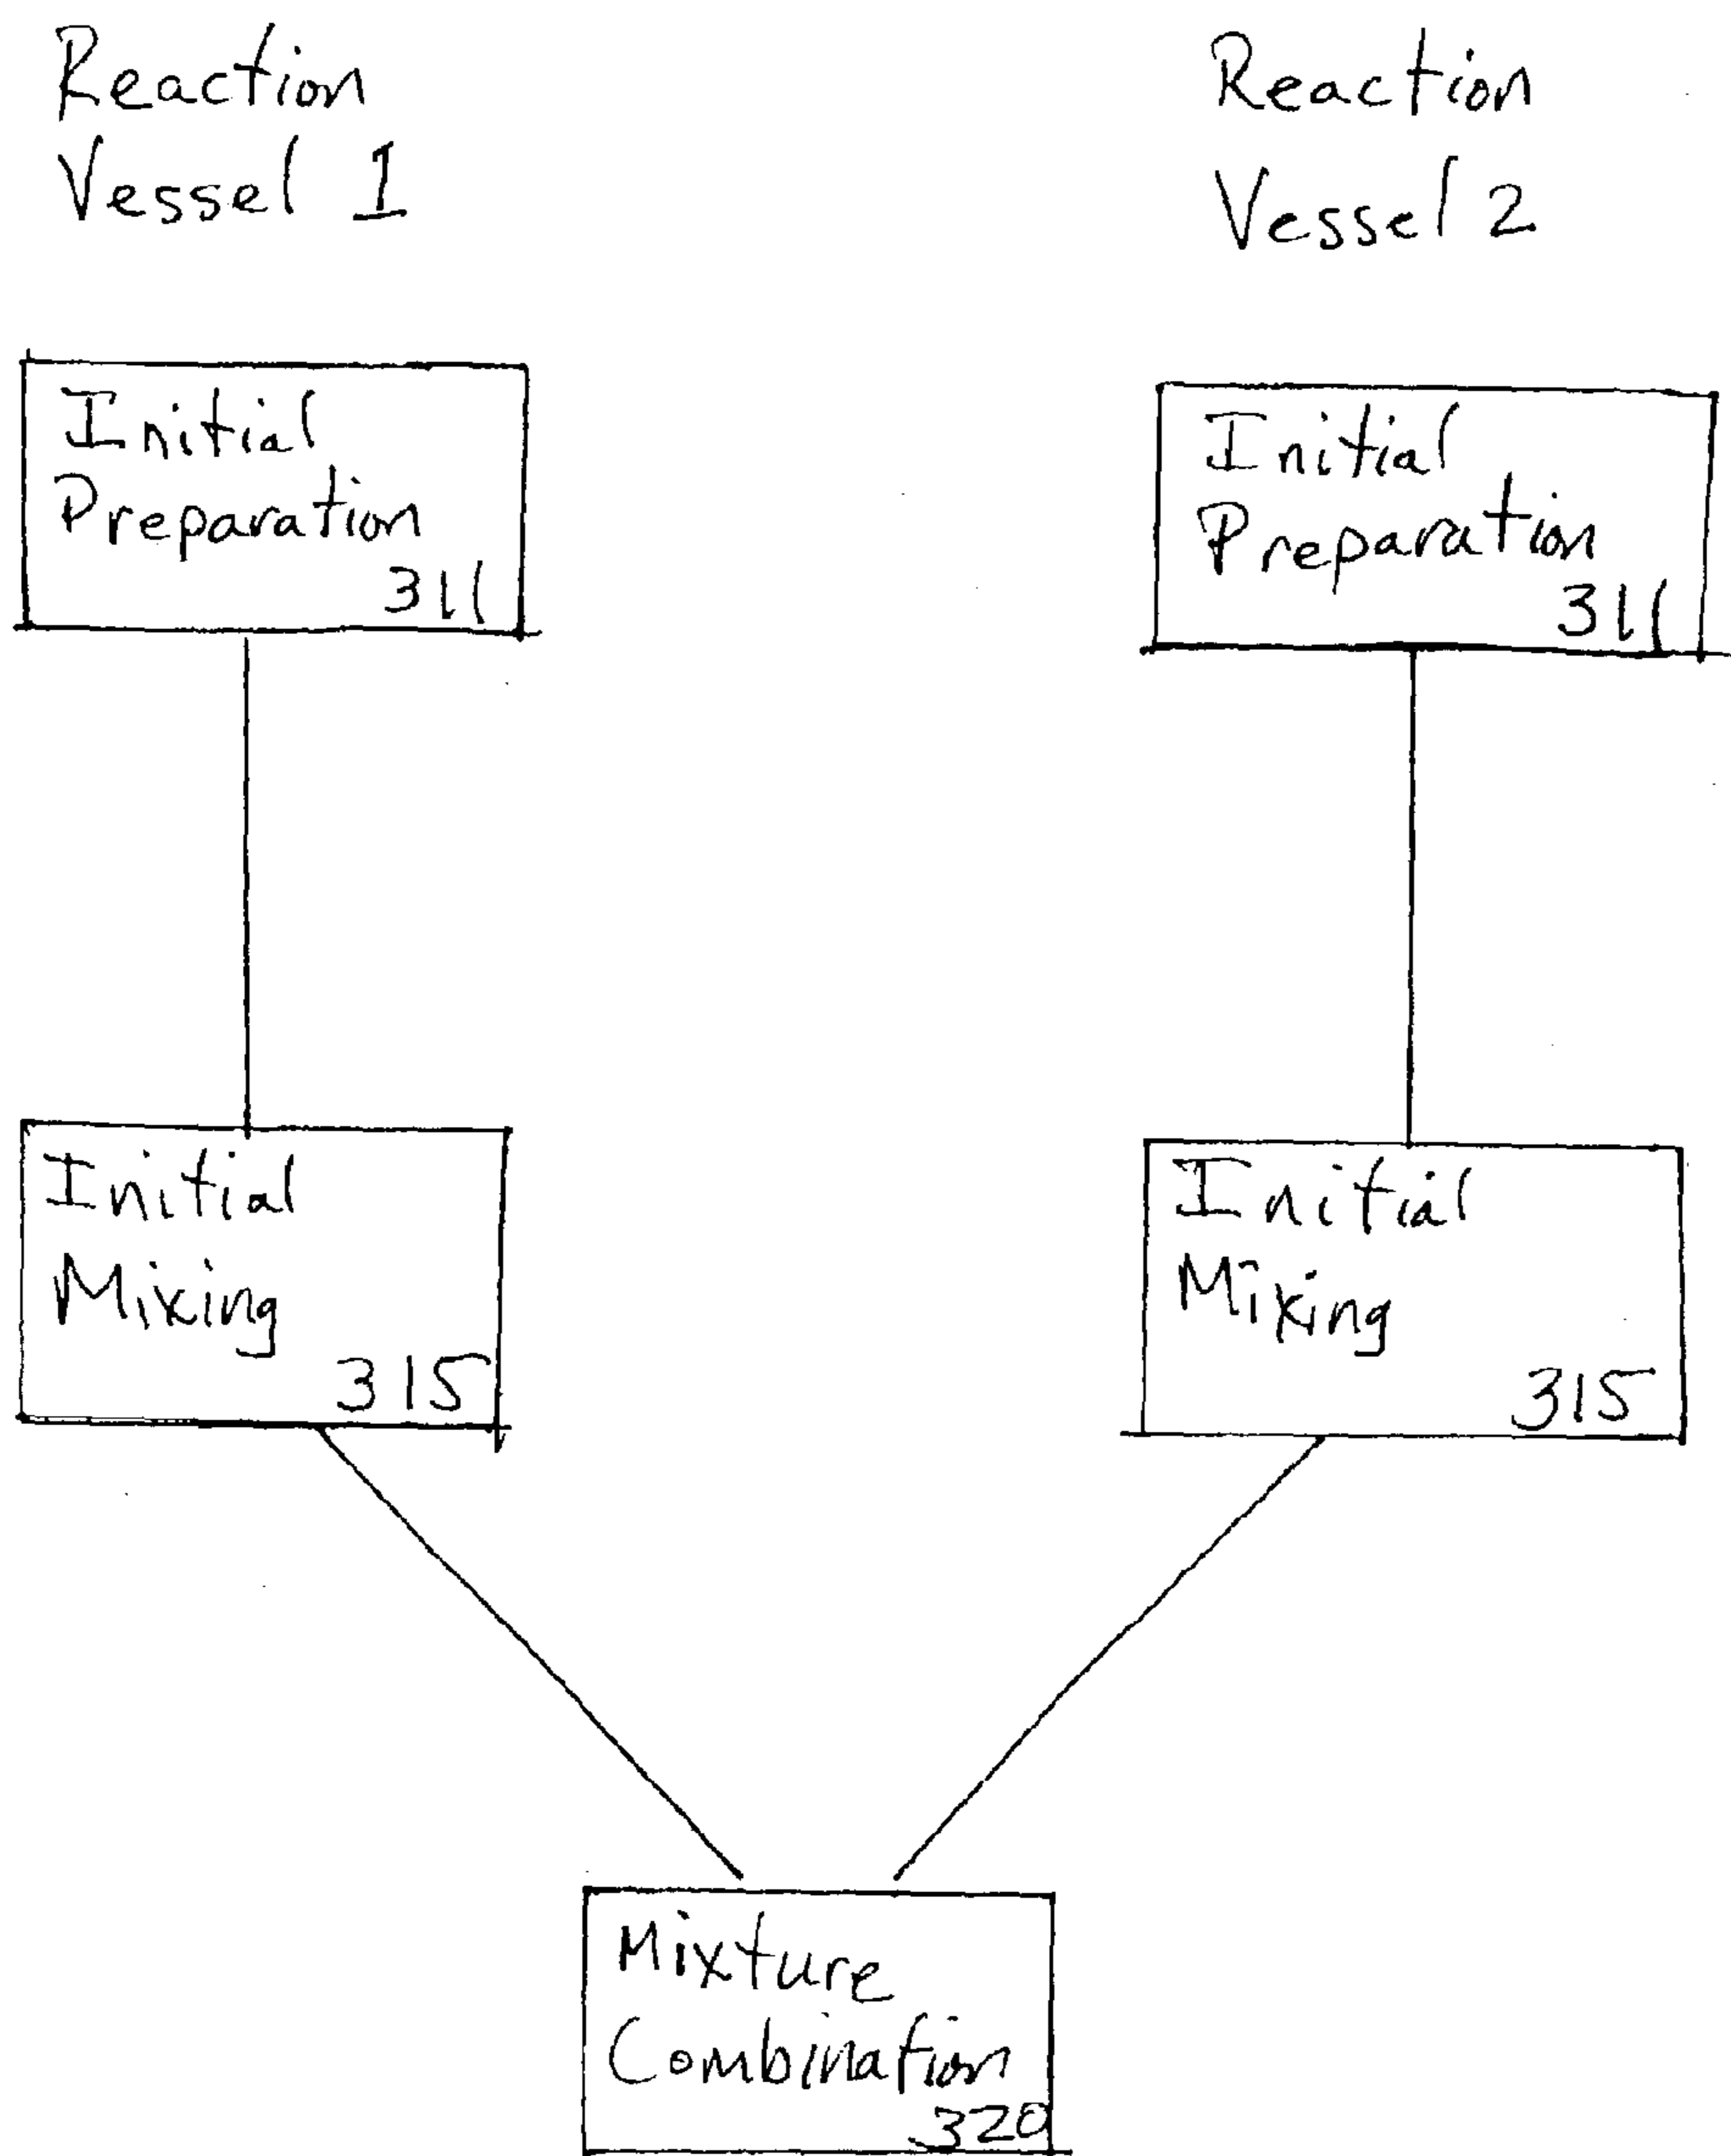 Reaction
Vessel 1
Reaction
Vessel 2
Initial
Preparation
311
Initial
Preparation
311
Initial
Mixing
315
Initial
Mixing
315
Mixture
Combination
320